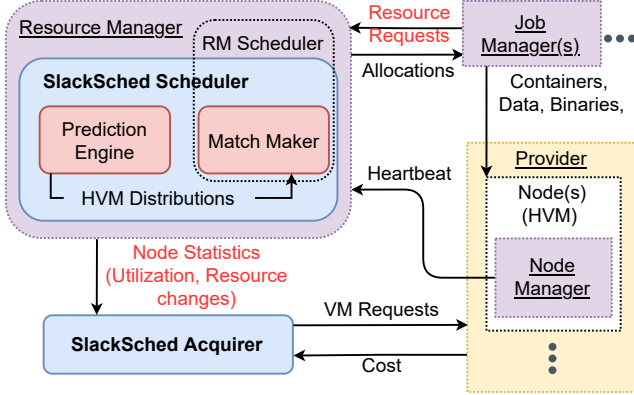 Resource Manager
RM Scheduler
SlackSched Scheduler
Prediction
Engine
Match Maker
HVM Distributions
Resource
Requests
Allocations
Job
Manager(s)
Containers,
Data, Binaries,
Provider
Node(s)
(HVM)
Node
Manager
Heartbeat
Node Statistics
(Utilization, Resource
changes)
SlackSched Acquirer
VM Requests
Cost